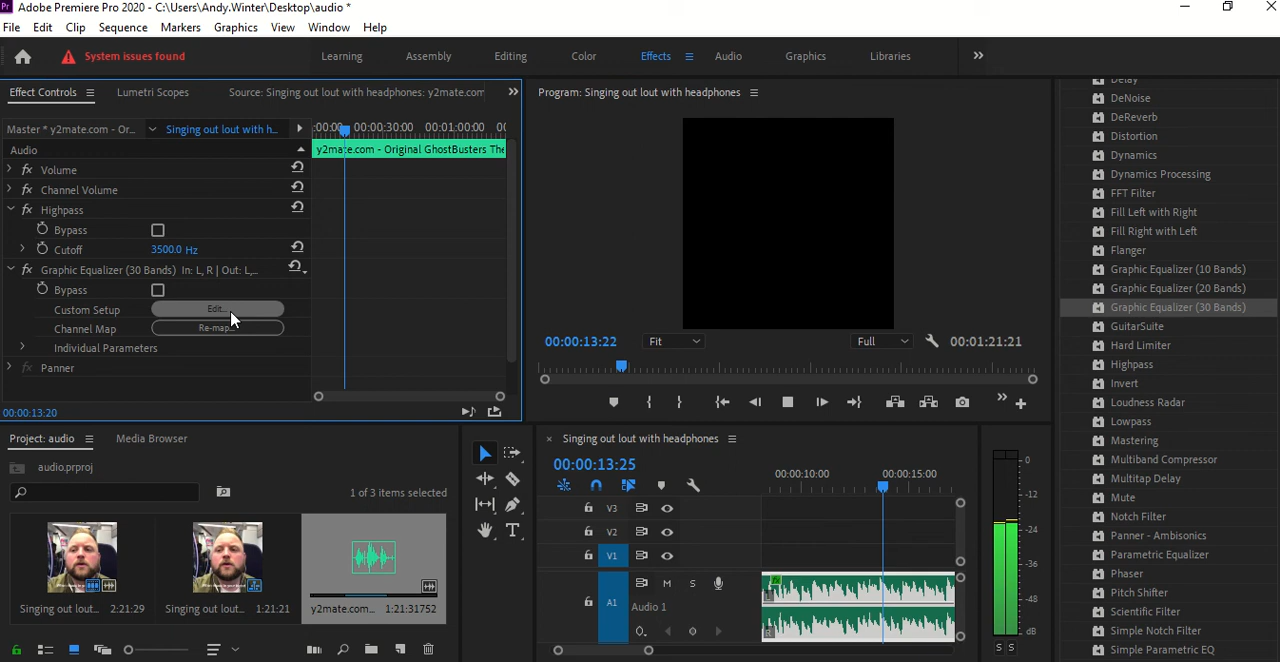 Pr Adobe Premiere Pro 2020 - C:\Users\Andy.Winter\Desktop\audio *
File Edit Clip Sequence Markers Graphics View Window Help
System issues found Learning Assembly Editing Effects Color Audio Graphics Libraries
Effect Controls Lumetri Scopes Source: Singing out lout with headphones: y2mate.com
Master * y2mate.com - Or... Singing out lout with h...
:00:00 00:00:30:00 00:01:00:00 00
Audio
y2mate.com - Original GhostBusters The
fx Volume
fx Channel Volume
fx Highpass
Bypass
Cutoff 3500.0 Hz
fx Graphic Equalizer (30 Bands) In: L, R | Out: L,...
Bypass
Custom Setup Edit...
Channel Map Re-map...
Individual Parameters
fx Panner
00:00:13:20
Program: Singing out lout with headphones
00:00:13:22 Fit Full 00:01:21:21
Delay
DeNoise
DeReverb
Distortion
Dynamics
Dynamics Processing
FFT Filter
Fill Left with Right
Fill Right with Left
Flanger
Graphic Equalizer (10 Bands)
Graphic Equalizer (20 Bands)
Graphic Equalizer (30 Bands)
GuitarSuite
Hard Limiter
Highpass
Invert
Loudness Radar
Lowpass
Mastering
Multiband Compressor
Multitap Delay
Mute
Notch Filter
Panner - Ambisonics
Parametric Equalizer
Phaser
Pitch Shifter
Scientific Filter
Simple Notch Filter
Simple Parametric EQ
Project: audio Media Browser
audio.prproj
1 of 3 items selected
Singing out lout... 2:21:29
Singing out lout... 1:21:21
y2mate.com... 1:21:31752
Singing out lout with headphones
00:00:13:25
00:00:10:00 00:00:15:00
V3
V2
V1
A1 M S
Audio 1
L
R
0
-12
-24
-36
-48
dB
S S